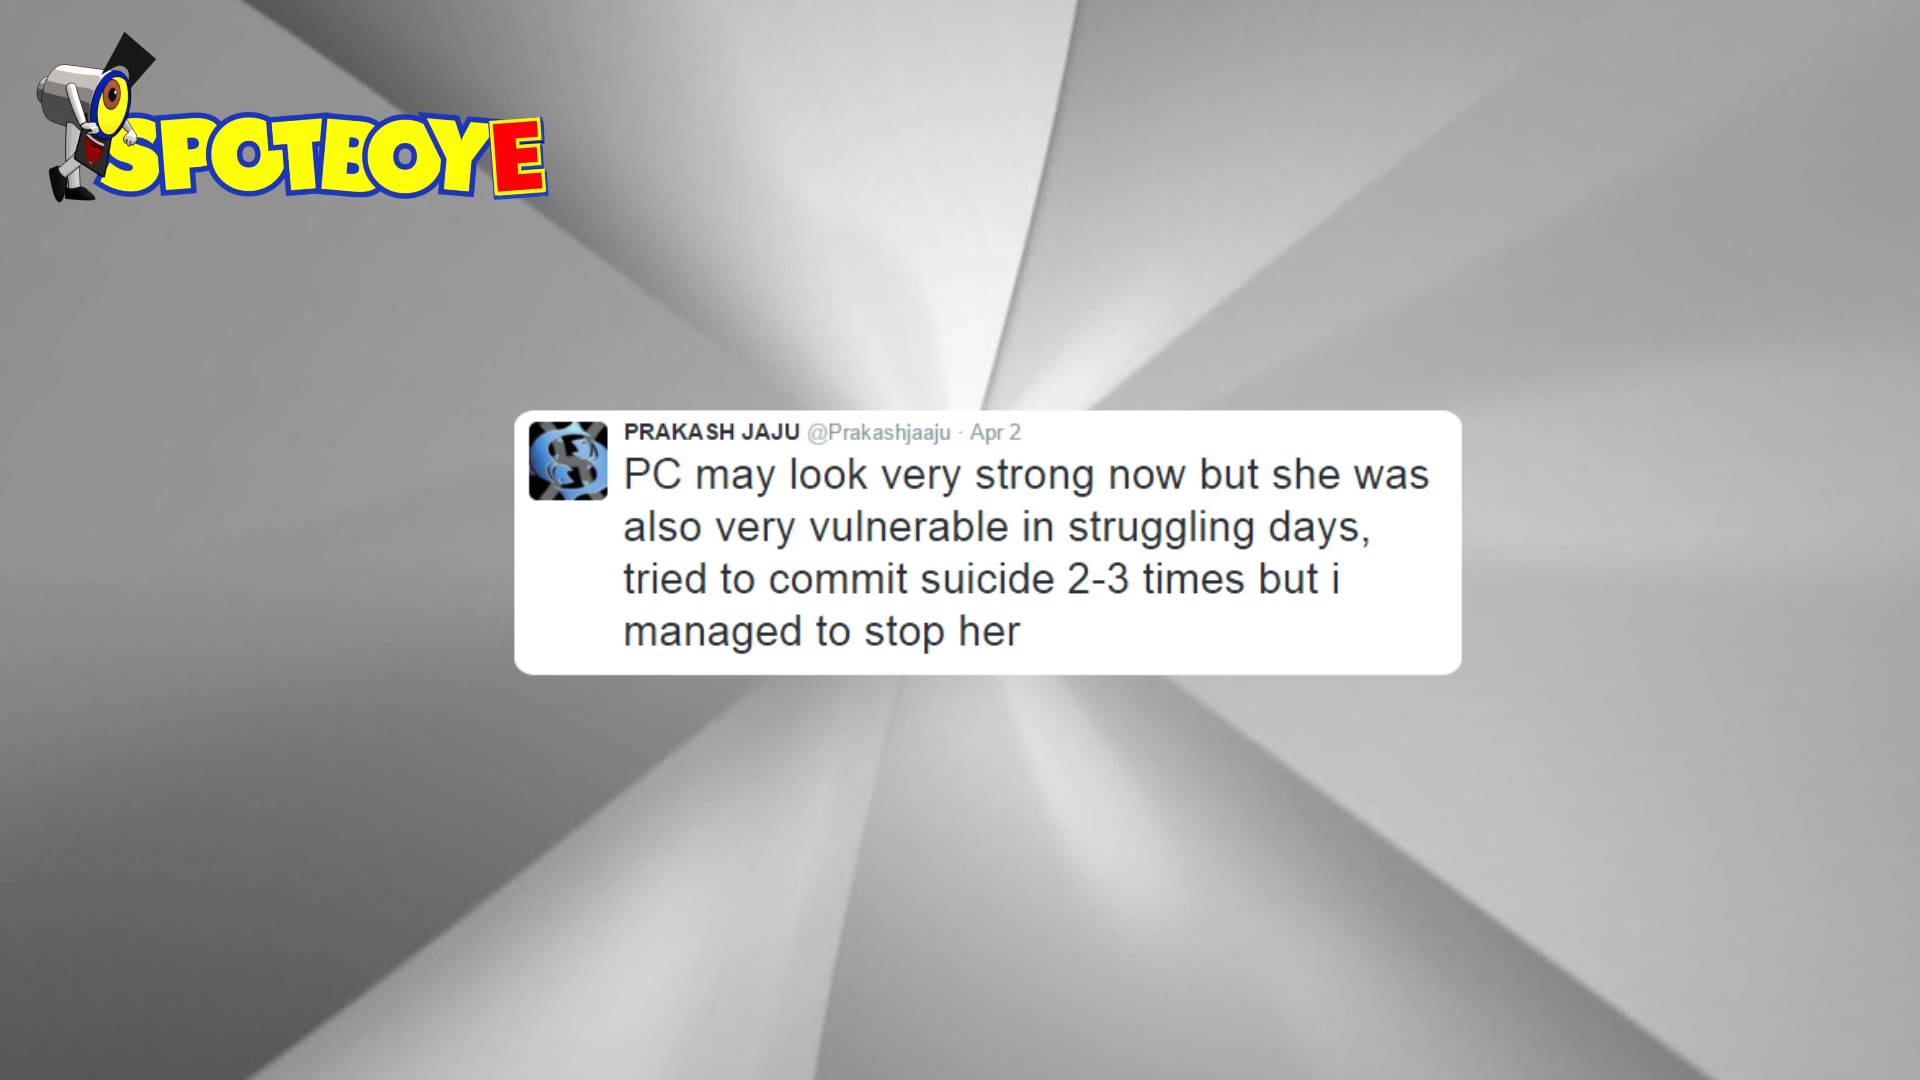 SPOTBOYE
PRAKASH JAJU @Prakashjaaju · Apr 2
PC may look very strong now but she was
also very vulnerable in struggling days,
tried to commit suicide 2-3 times but i
managed to stop her